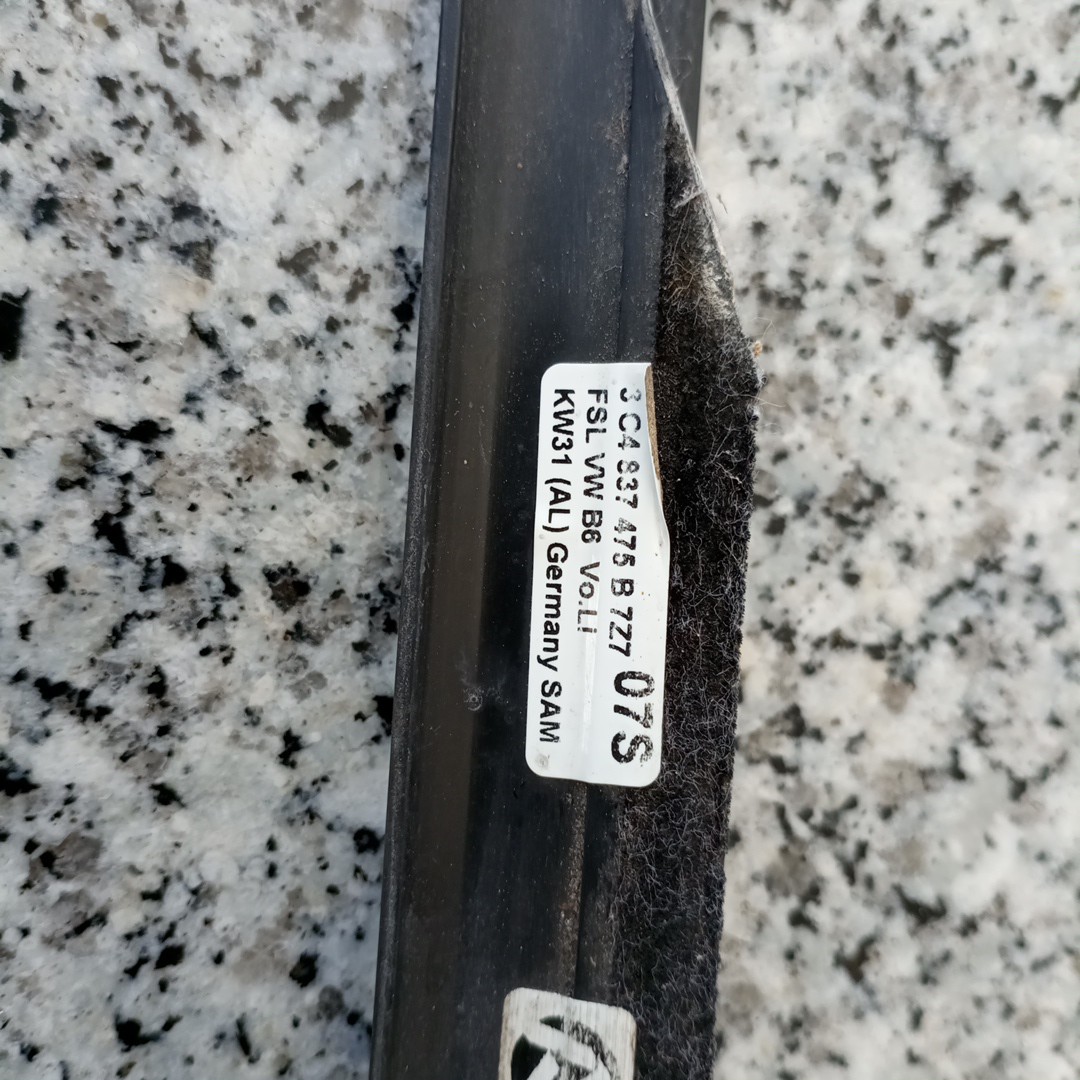 3 C4 837 475 B 7Z7 07S
FSL VW B6 Vo.LI
KW31 (AL) Germany SAM